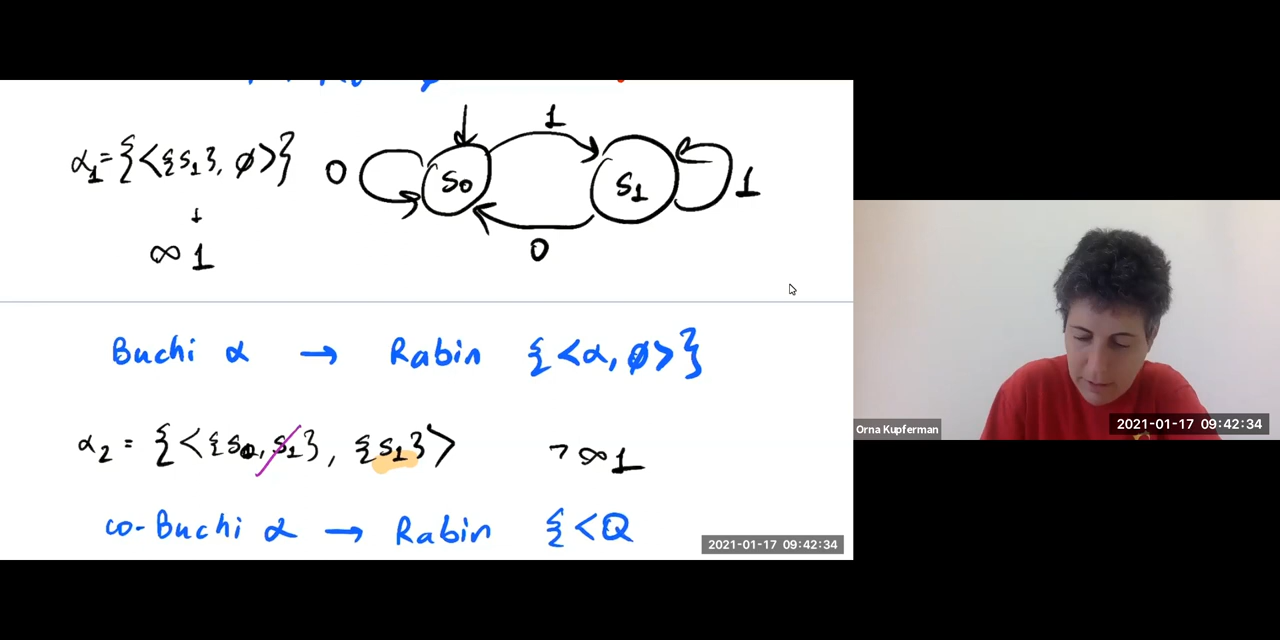 α₁ = {<{S₁}, ∅>}
↓
∞ 1
0
S₀
1
S₁
1
0
Buchi α → Rabin {<α, ∅>}
α₂ = {<{S₀, S₁}, {S₁}> ¬∞1
co-Buchi α → Rabin {<Q
Orna Kupferman
2021-01-17 09:42:34
2021-01-17 09:42:34